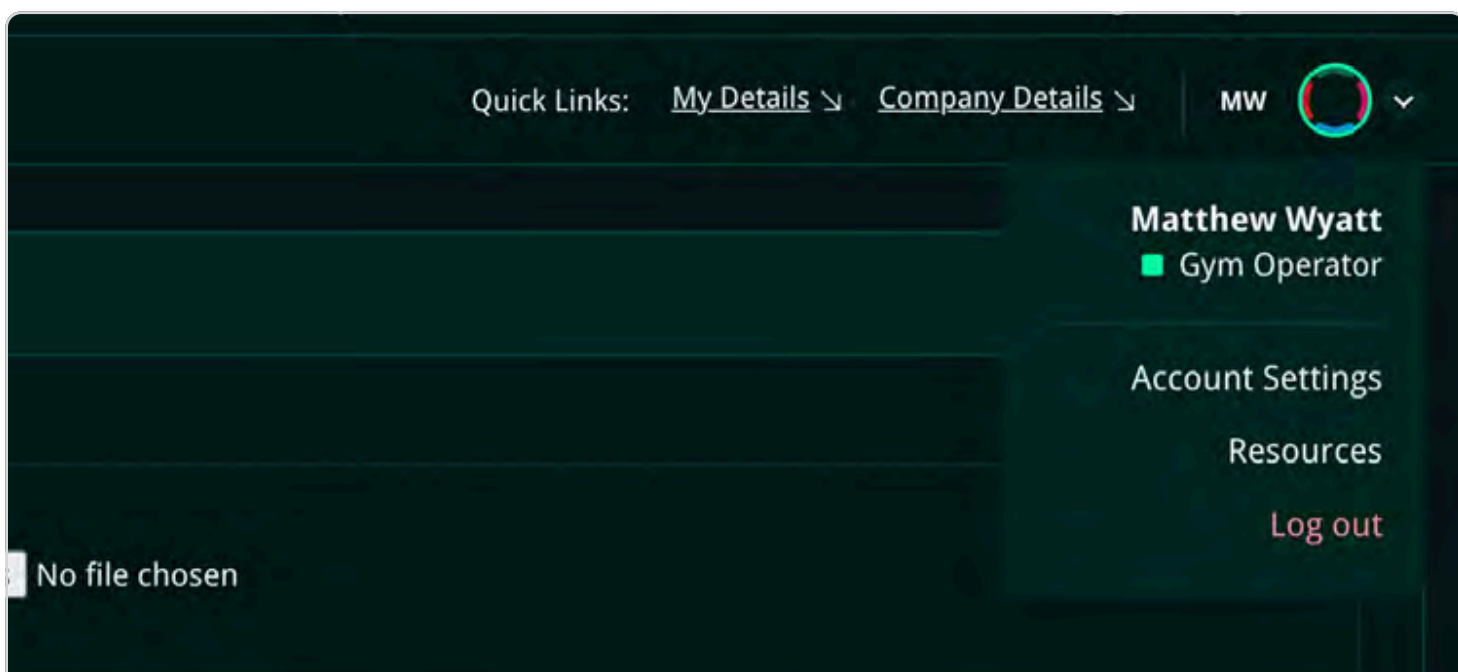 Quick Links: My Details Company Details MW
Matthew Wyatt
Gym Operator
Account Settings
Resources
Log out
No file chosen